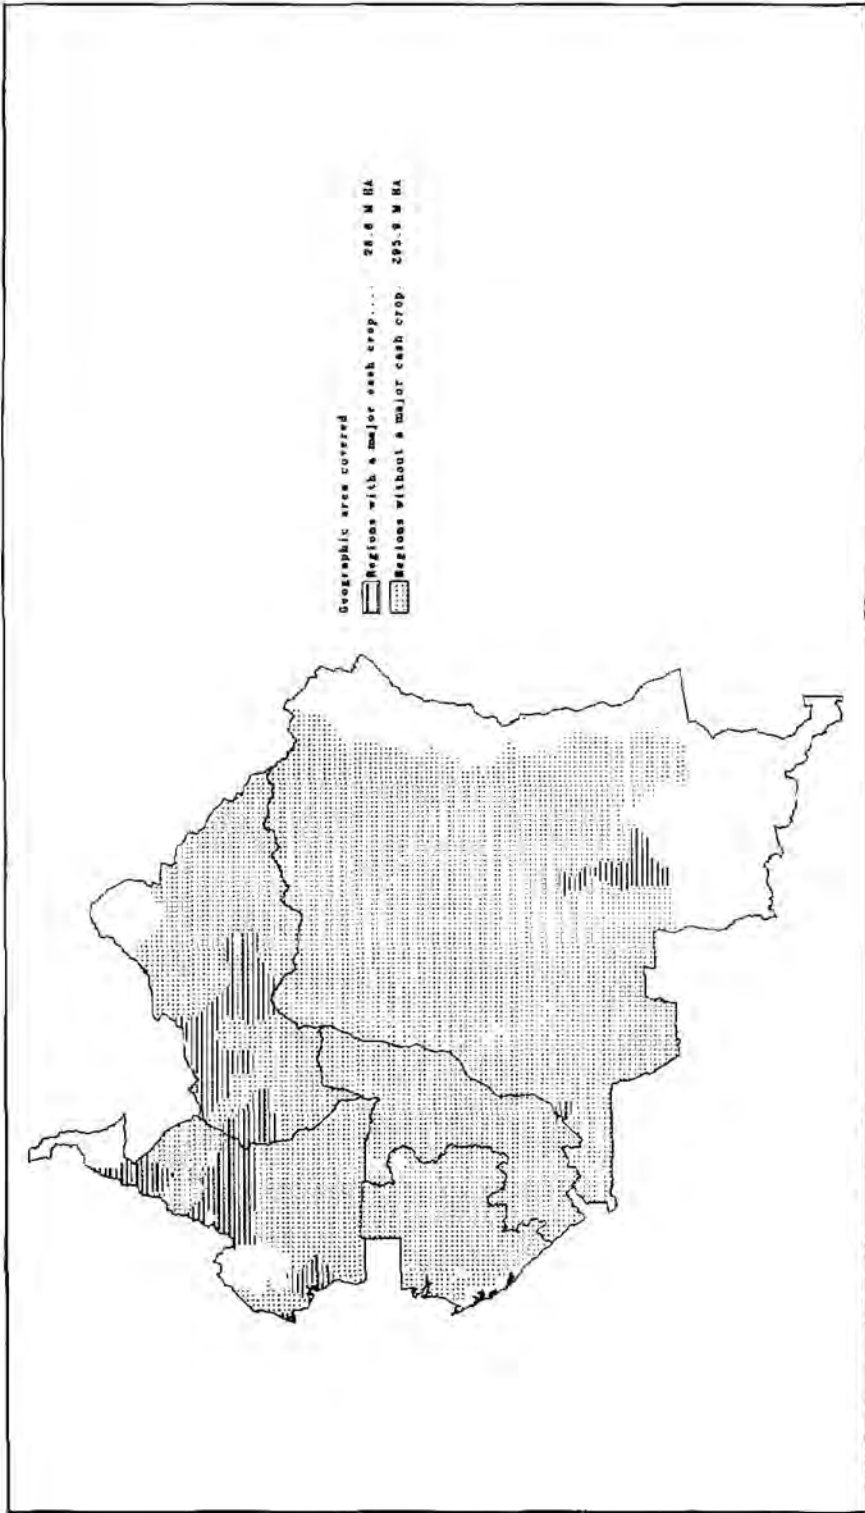 Geographic area covered
Regions with a major cash crop.... 28.6 M HA
Regions without a major cash crop. 295.9 M HA